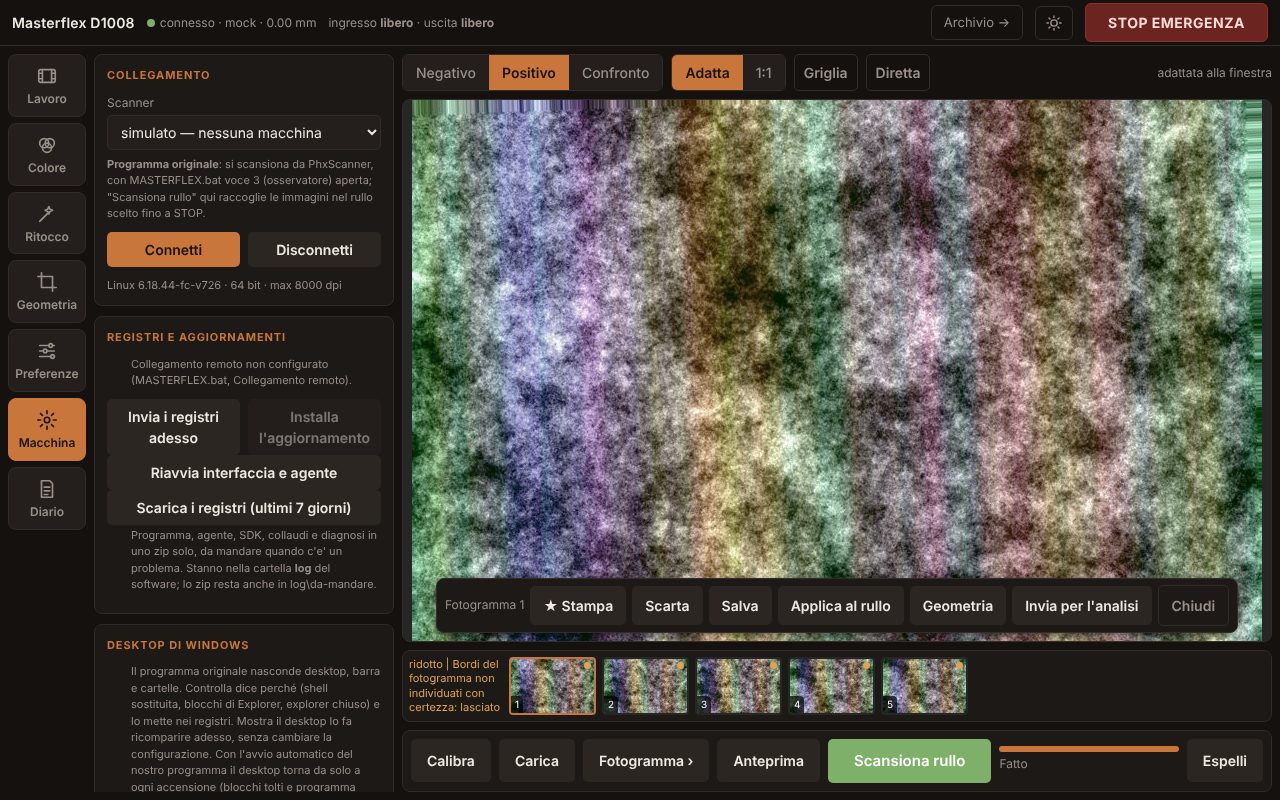 Masterflex D1008
connesso · mock · 0.00 mm ingresso libero · uscita libero
Archivio →
STOP EMERGENZA
Lavoro
Colore
Ritocco
Geometria
Preferenze
Macchina
Diario
COLLEGAMENTO
Scanner
simulato — nessuna macchina
Programma originale: si scansiona da PhxScanner,
con MASTERFLEX.bat voce 3 (osservatore) aperta;
"Scansiona rullo" qui raccoglie le immagini nel rullo
scelto fino a STOP.
Connetti
Disconnetti
Linux 6.18.44-fc-v726 · 64 bit · max 8000 dpi
REGISTRI E AGGIORNAMENTI
Collegamento remoto non configurato
(MASTERFLEX.bat, Collegamento remoto).
Invia i registri
adesso
Installa
l'aggiornamento
Riavvia interfaccia e agente
Scarica i registri (ultimi 7 giorni)
Programma, agente, SDK, collaudi e diagnosi in
uno zip solo, da mandare quando c'e' un
problema. Stanno nella cartella log del
software; lo zip resta anche in log\da-mandare.
DESKTOP DI WINDOWS
Il programma originale nasconde desktop, barra
e cartelle. Controlla dice perché (shell
sostituita, blocchi di Explorer, explorer chiuso) e
lo mette nei registri. Mostra il desktop lo fa
ricomparire adesso, senza cambiare la
configurazione. Con l'avvio automatico del
nostro programma il desktop torna da solo a
ogni accensione (blocchi tolti e programma
Negativo
Positivo
Confronto
Adatta
1:1
Griglia
Diretta
adattata alla finestra
Fotogramma 1
★ Stampa
Scarta
Salva
Applica al rullo
Geometria
Invia per l'analisi
Chiudi
ridotto | Bordi del
fotogramma non
individuati con
certezza: lasciato
1
2
3
4
5
Calibra
Carica
Fotogramma ›
Anteprima
Scansiona rullo
Fatto
Espelli